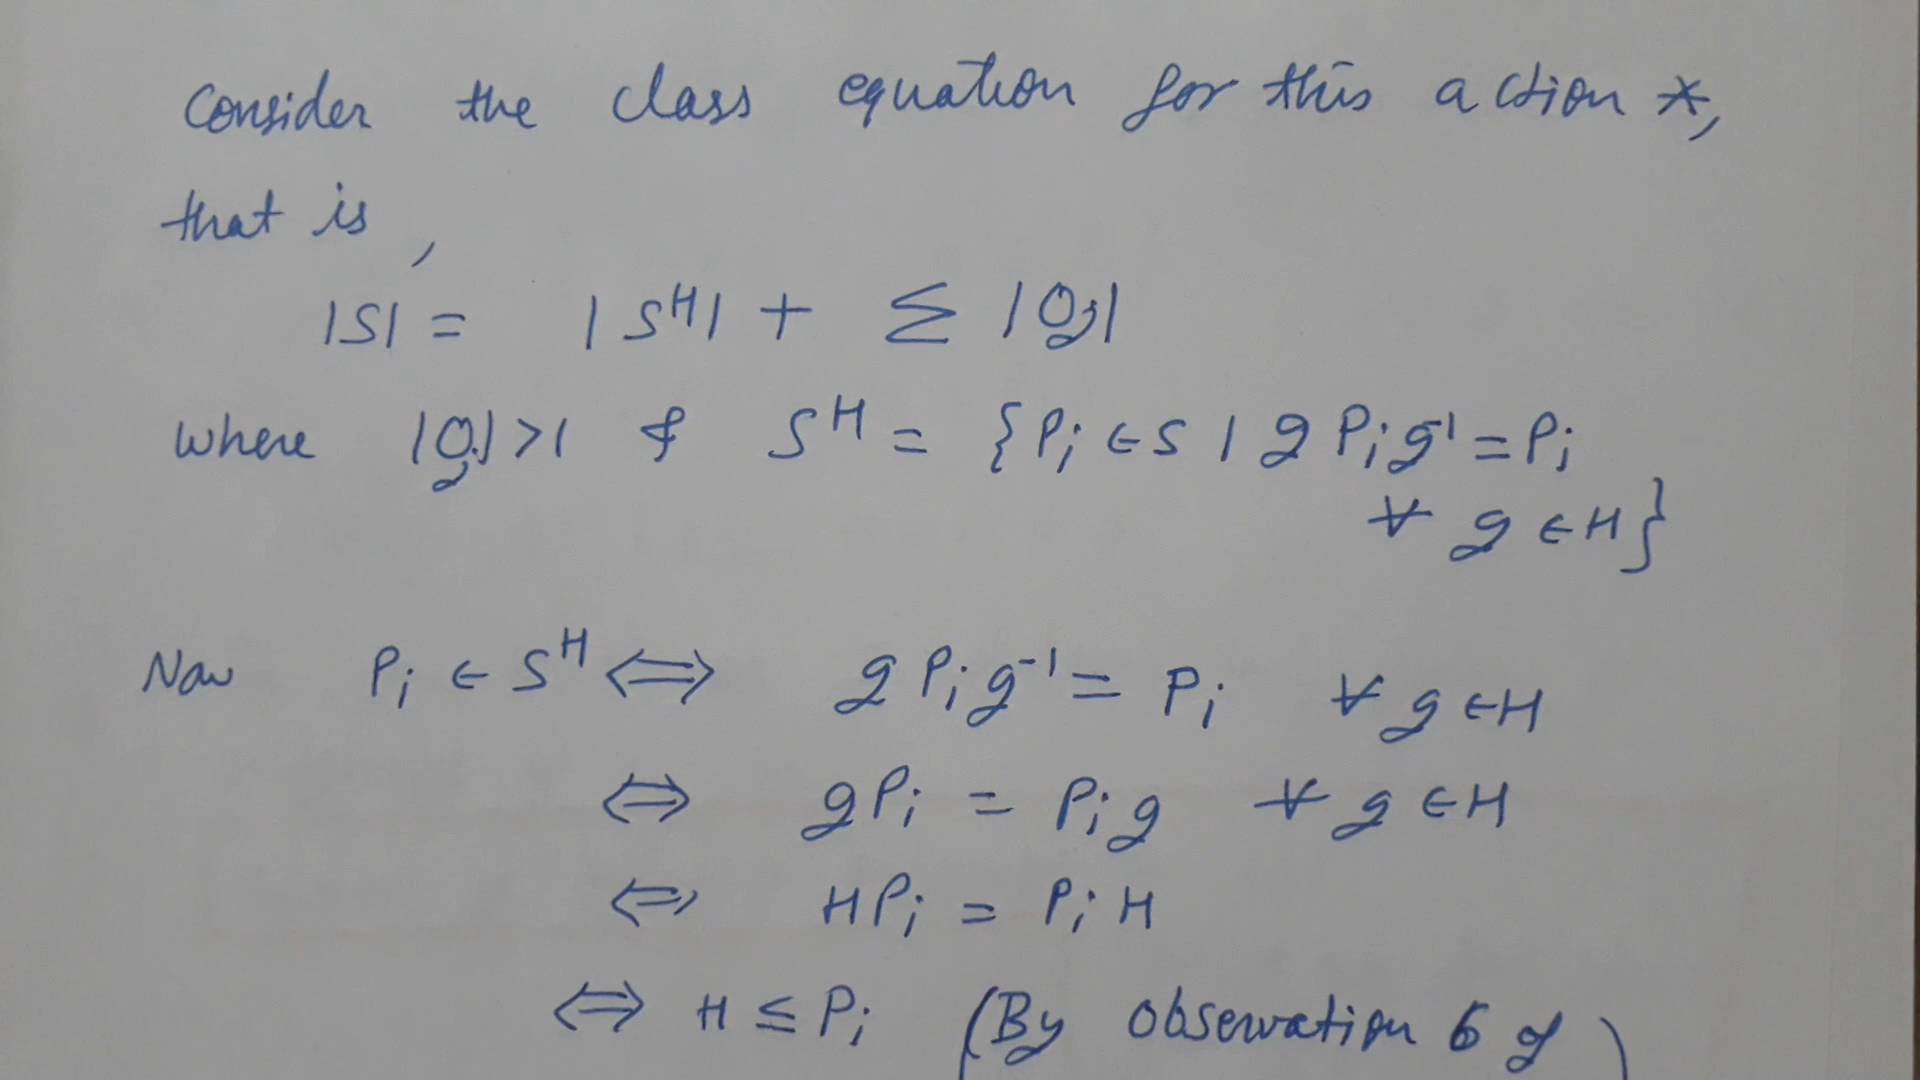 Consider the class equation for this action *,
that is,
|S| = |S^H| + Σ |O_j|
where |O_j| > 1 & S^H = {P_i ∈ S | g P_i g^-1 = P_i
∀ g ∈ H}
Now P_i ∈ S^H ⟺ g P_i g^-1 = P_i ∀ g ∈ H
⟺ g P_i = P_i g ∀ g ∈ H
⟺ H P_i = P_i H
⟺ H ≤ P_i (By observation 6 of )